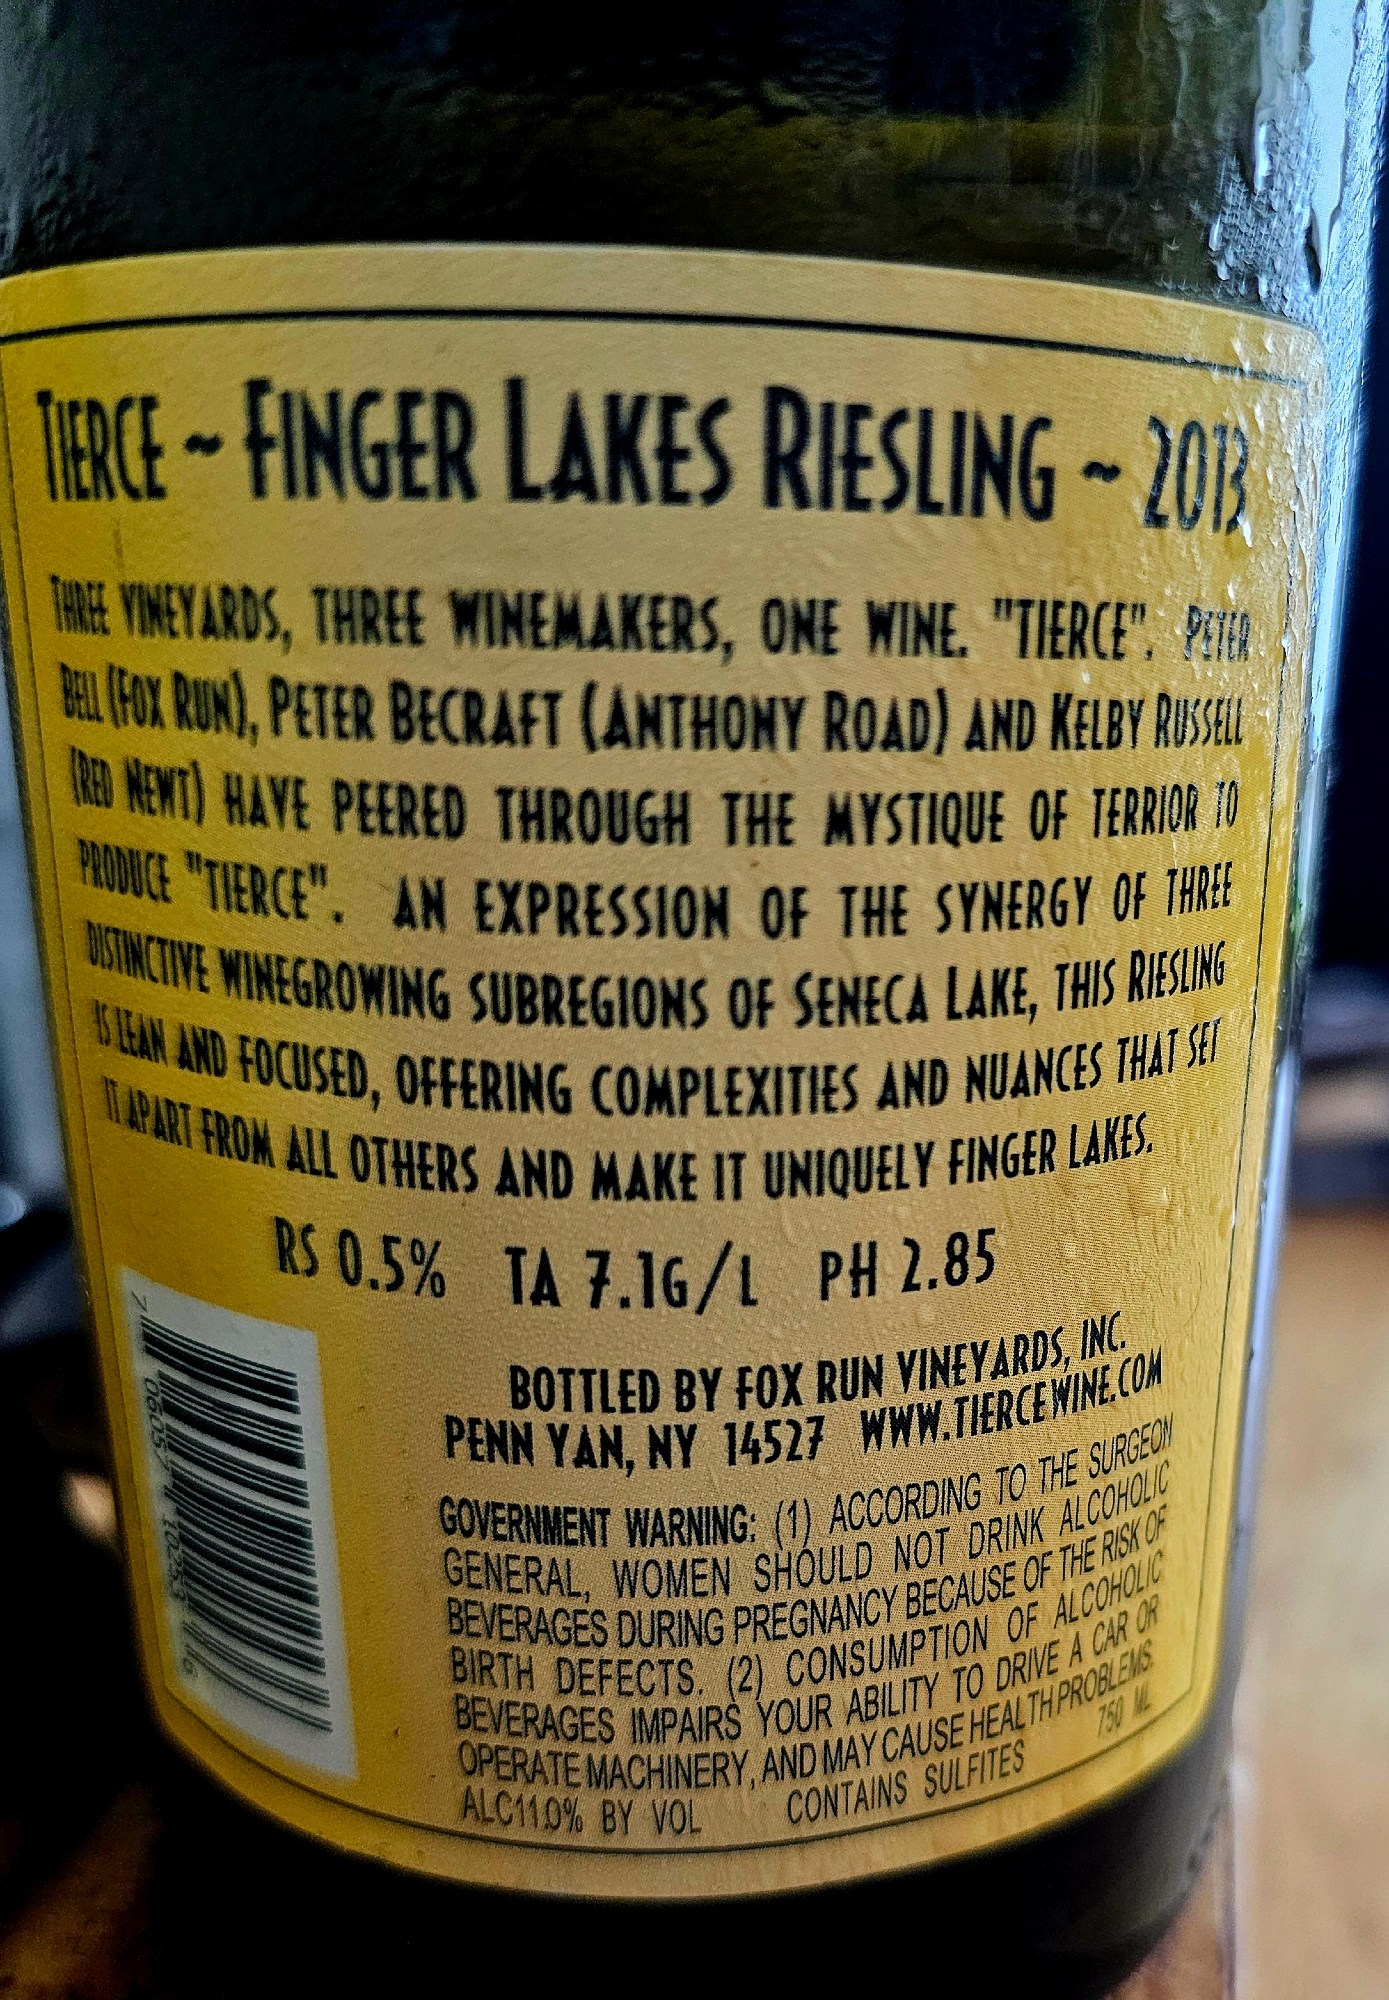 TIERCE ~ FINGER LAKES RIESLING ~ 2013
THREE VINEYARDS, THREE WINEMAKERS, ONE WINE. "TIERCE". PETER
BELL (FOX RUN), PETER BECRAFT (ANTHONY ROAD) AND KELBY RUSSELL
(RED NEWT) HAVE PEERED THROUGH THE MYSTIQUE OF TERRIOR TO
PRODUCE "TIERCE". AN EXPRESSION OF THE SYNERGY OF THREE
DISTINCTIVE WINEGROWING SUBREGIONS OF SENECA LAKE, THIS RIESLING
IS LEAN AND FOCUSED, OFFERING COMPLEXITIES AND NUANCES THAT SET
IT APART FROM ALL OTHERS AND MAKE IT UNIQUELY FINGER LAKES.
RS 0.5% TA 7.1G/L PH 2.85
BOTTLED BY FOX RUN VINEYARDS, INC.
PENN YAN, NY 14527 WWW.TIERCEWINE.COM
GOVERNMENT WARNING: (1) ACCORDING TO THE SURGEON
GENERAL, WOMEN SHOULD NOT DRINK ALCOHOLIC
BEVERAGES DURING PREGNANCY BECAUSE OF THE RISK OF
BIRTH DEFECTS. (2) CONSUMPTION OF ALCOHOLIC
BEVERAGES IMPAIRS YOUR ABILITY TO DRIVE A CAR OR
OPERATE MACHINERY, AND MAY CAUSE HEALTH PROBLEMS.
750 ML
ALC11.0% BY VOL CONTAINS SULFITES